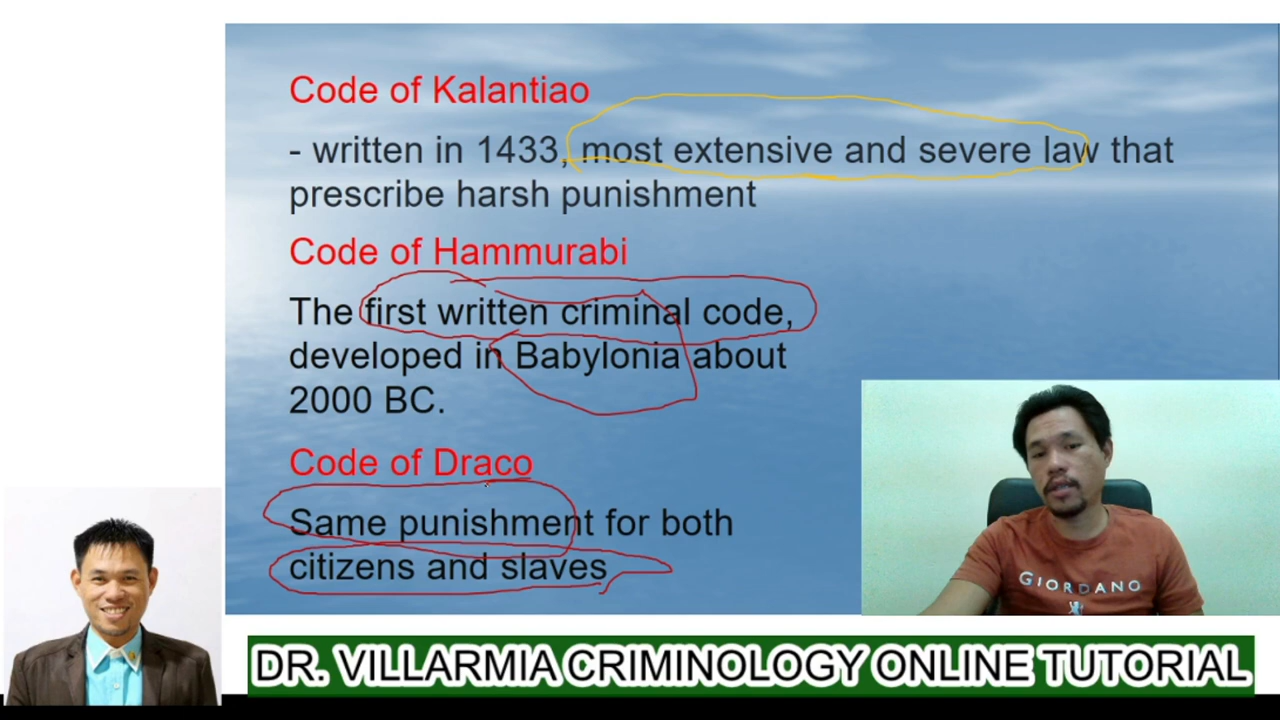 Code of Kalantiao
- written in 1433, most extensive and severe law that
prescribe harsh punishment
Code of Hammurabi
The first written criminal code,
developed in Babylonia about
2000 BC.
Code of Draco
Same punishment for both
citizens and slaves
GIORDANO
DR. VILLARMIA CRIMINOLOGY ONLINE TUTORIAL